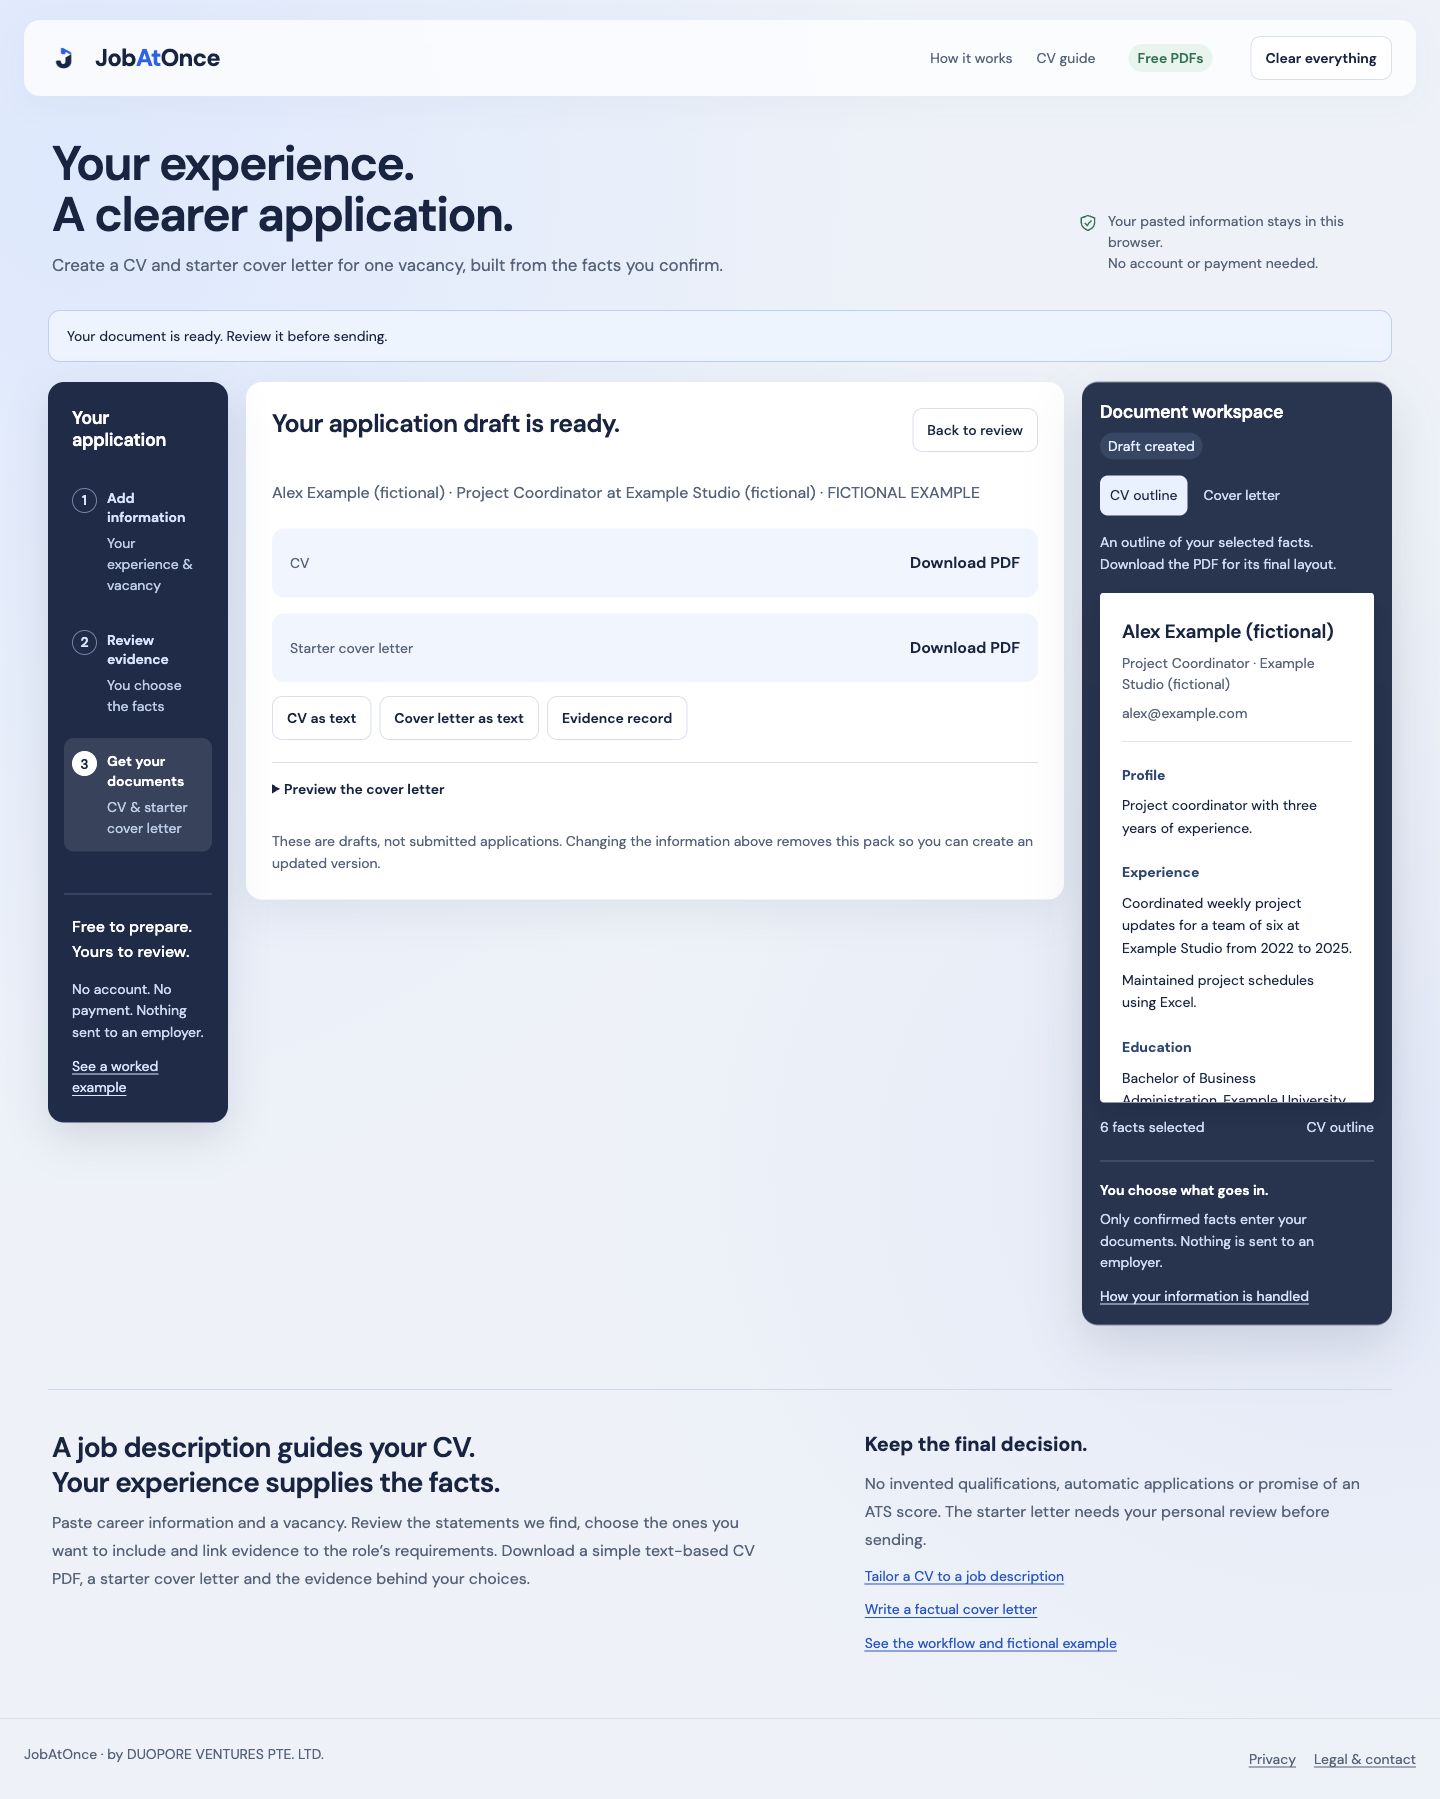 JobAtOnce
How it works
CV guide
Free PDFs
Clear everything
Your experience.
A clearer application.
Create a CV and starter cover letter for one vacancy, built from the facts you confirm.
Your pasted information stays in this
browser.
No account or payment needed.
Your document is ready. Review it before sending.
Your
application
1
Add
information
Your
experience &
vacancy
2
Review
evidence
You choose
the facts
3
Get your
documents
CV & starter
cover letter
Free to prepare.
Yours to review.
No account. No
payment. Nothing
sent to an employer.
See a worked
example
Your application draft is ready.
Back to review
Alex Example (fictional) · Project Coordinator at Example Studio (fictional) · FICTIONAL EXAMPLE
CV
Download PDF
Starter cover letter
Download PDF
CV as text
Cover letter as text
Evidence record
Preview the cover letter
These are drafts, not submitted applications. Changing the information above removes this pack so you can create an
updated version.
Document workspace
Draft created
CV outline
Cover letter
An outline of your selected facts.
Download the PDF for its final layout.
Alex Example (fictional)
Project Coordinator · Example
Studio (fictional)
alex@example.com
Profile
Project coordinator with three
years of experience.
Experience
Coordinated weekly project
updates for a team of six at
Example Studio from 2022 to 2025.
Maintained project schedules
using Excel.
Education
Bachelor of Business
Administration, Example University
6 facts selected
CV outline
You choose what goes in.
Only confirmed facts enter your
documents. Nothing is sent to an
employer.
How your information is handled
A job description guides your CV.
Your experience supplies the facts.
Paste career information and a vacancy. Review the statements we find, choose the ones you
want to include and link evidence to the role’s requirements. Download a simple text-based CV
PDF, a starter cover letter and the evidence behind your choices.
Keep the final decision.
No invented qualifications, automatic applications or promise of an
ATS score. The starter letter needs your personal review before
sending.
Tailor a CV to a job description
Write a factual cover letter
See the workflow and fictional example
JobAtOnce · by DUOPORE VENTURES PTE. LTD.
Privacy
Legal & contact